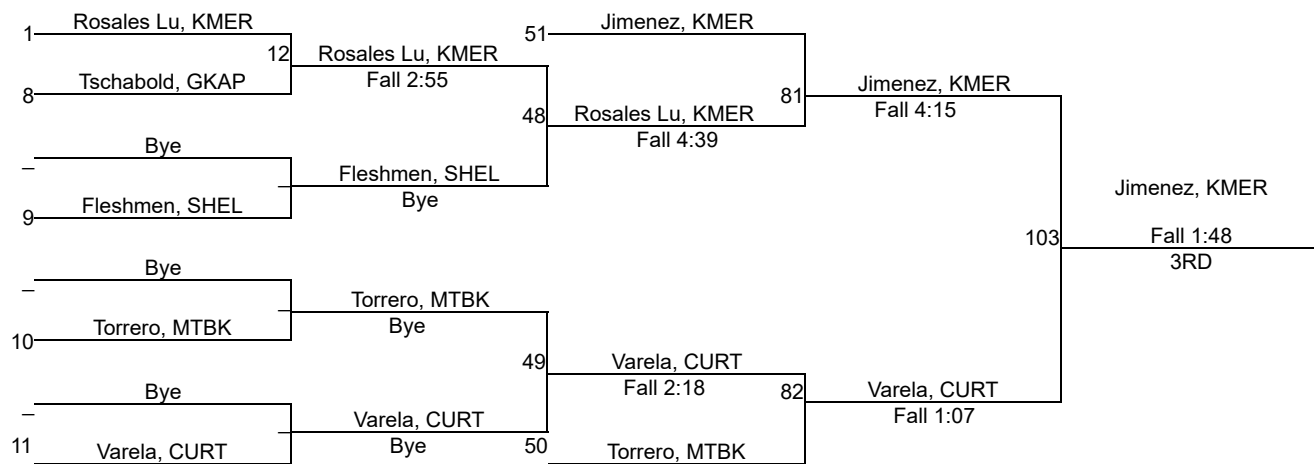 1 Rosales Lu, KMER
51 Jimenez, KMER
12 Rosales Lu, KMER
Fall 2:55
8 Tschabold, GKAP
81 Jimenez, KMER
Fall 4:15
48 Rosales Lu, KMER
Fall 4:39
_ Bye
_ Fleshmen, SHEL
Bye
9 Fleshmen, SHEL
Jimenez, KMER
103 Fall 1:48
3RD
_ Bye
_ Torrero, MTBK
Bye
10 Torrero, MTBK
49 Varela, CURT
Fall 2:18
82 Varela, CURT
Fall 1:07
_ Bye
_ Varela, CURT
Bye
11 Varela, CURT
50 Torrero, MTBK